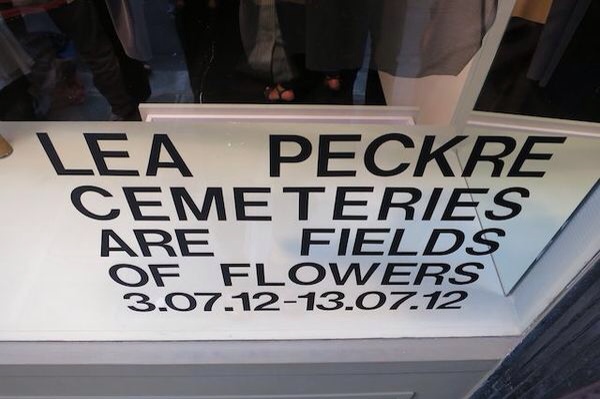 LEA PECKRE
CEMETERIES
ARE FIELDS
OF FLOWERS
3.07.12-13.07.12